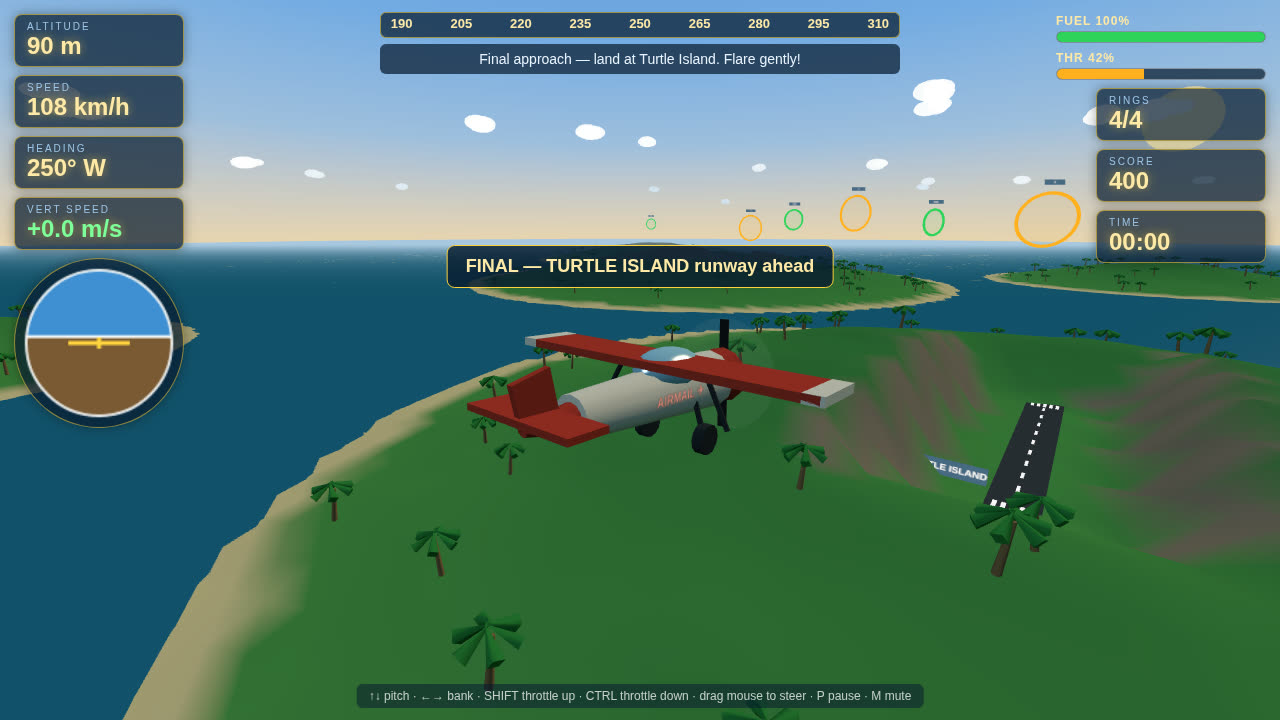 ALTITUDE
90 m
SPEED
108 km/h
HEADING
250° W
VERT SPEED
+0.0 m/s
190 205 220 235 250 265 280 295 310
Final approach — land at Turtle Island. Flare gently!
FUEL 100%
THR 42%
RINGS
4/4
SCORE
400
TIME
00:00
FINAL — TURTLE ISLAND runway ahead
AIRMAIL
TLE ISLAND
↑↓ pitch · ←→ bank · SHIFT throttle up · CTRL throttle down · drag mouse to steer · P pause · M mute